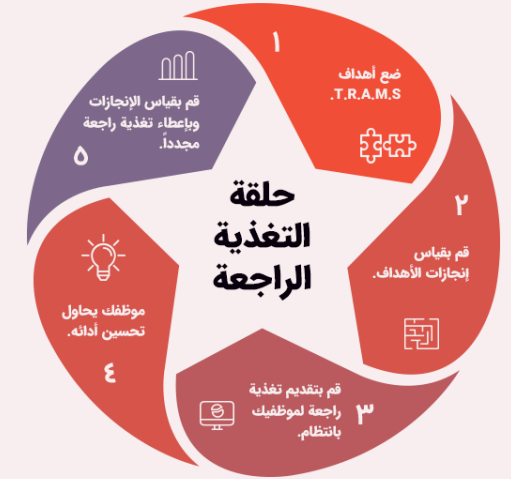 حلقة
التغذية
الراجعة
١
ضع أهداف
.T.R.A.M.S
٢
قم بقياس
إنجازات الأهداف.
٣
قم بتقديم تغذية
راجعة لموظفيك
بانتظام.
٤
موظفك يحاول
تحسين أدائه.
٥
قم بقياس الإنجازات
وبإعطاء تغذية راجعة
مجدداً.